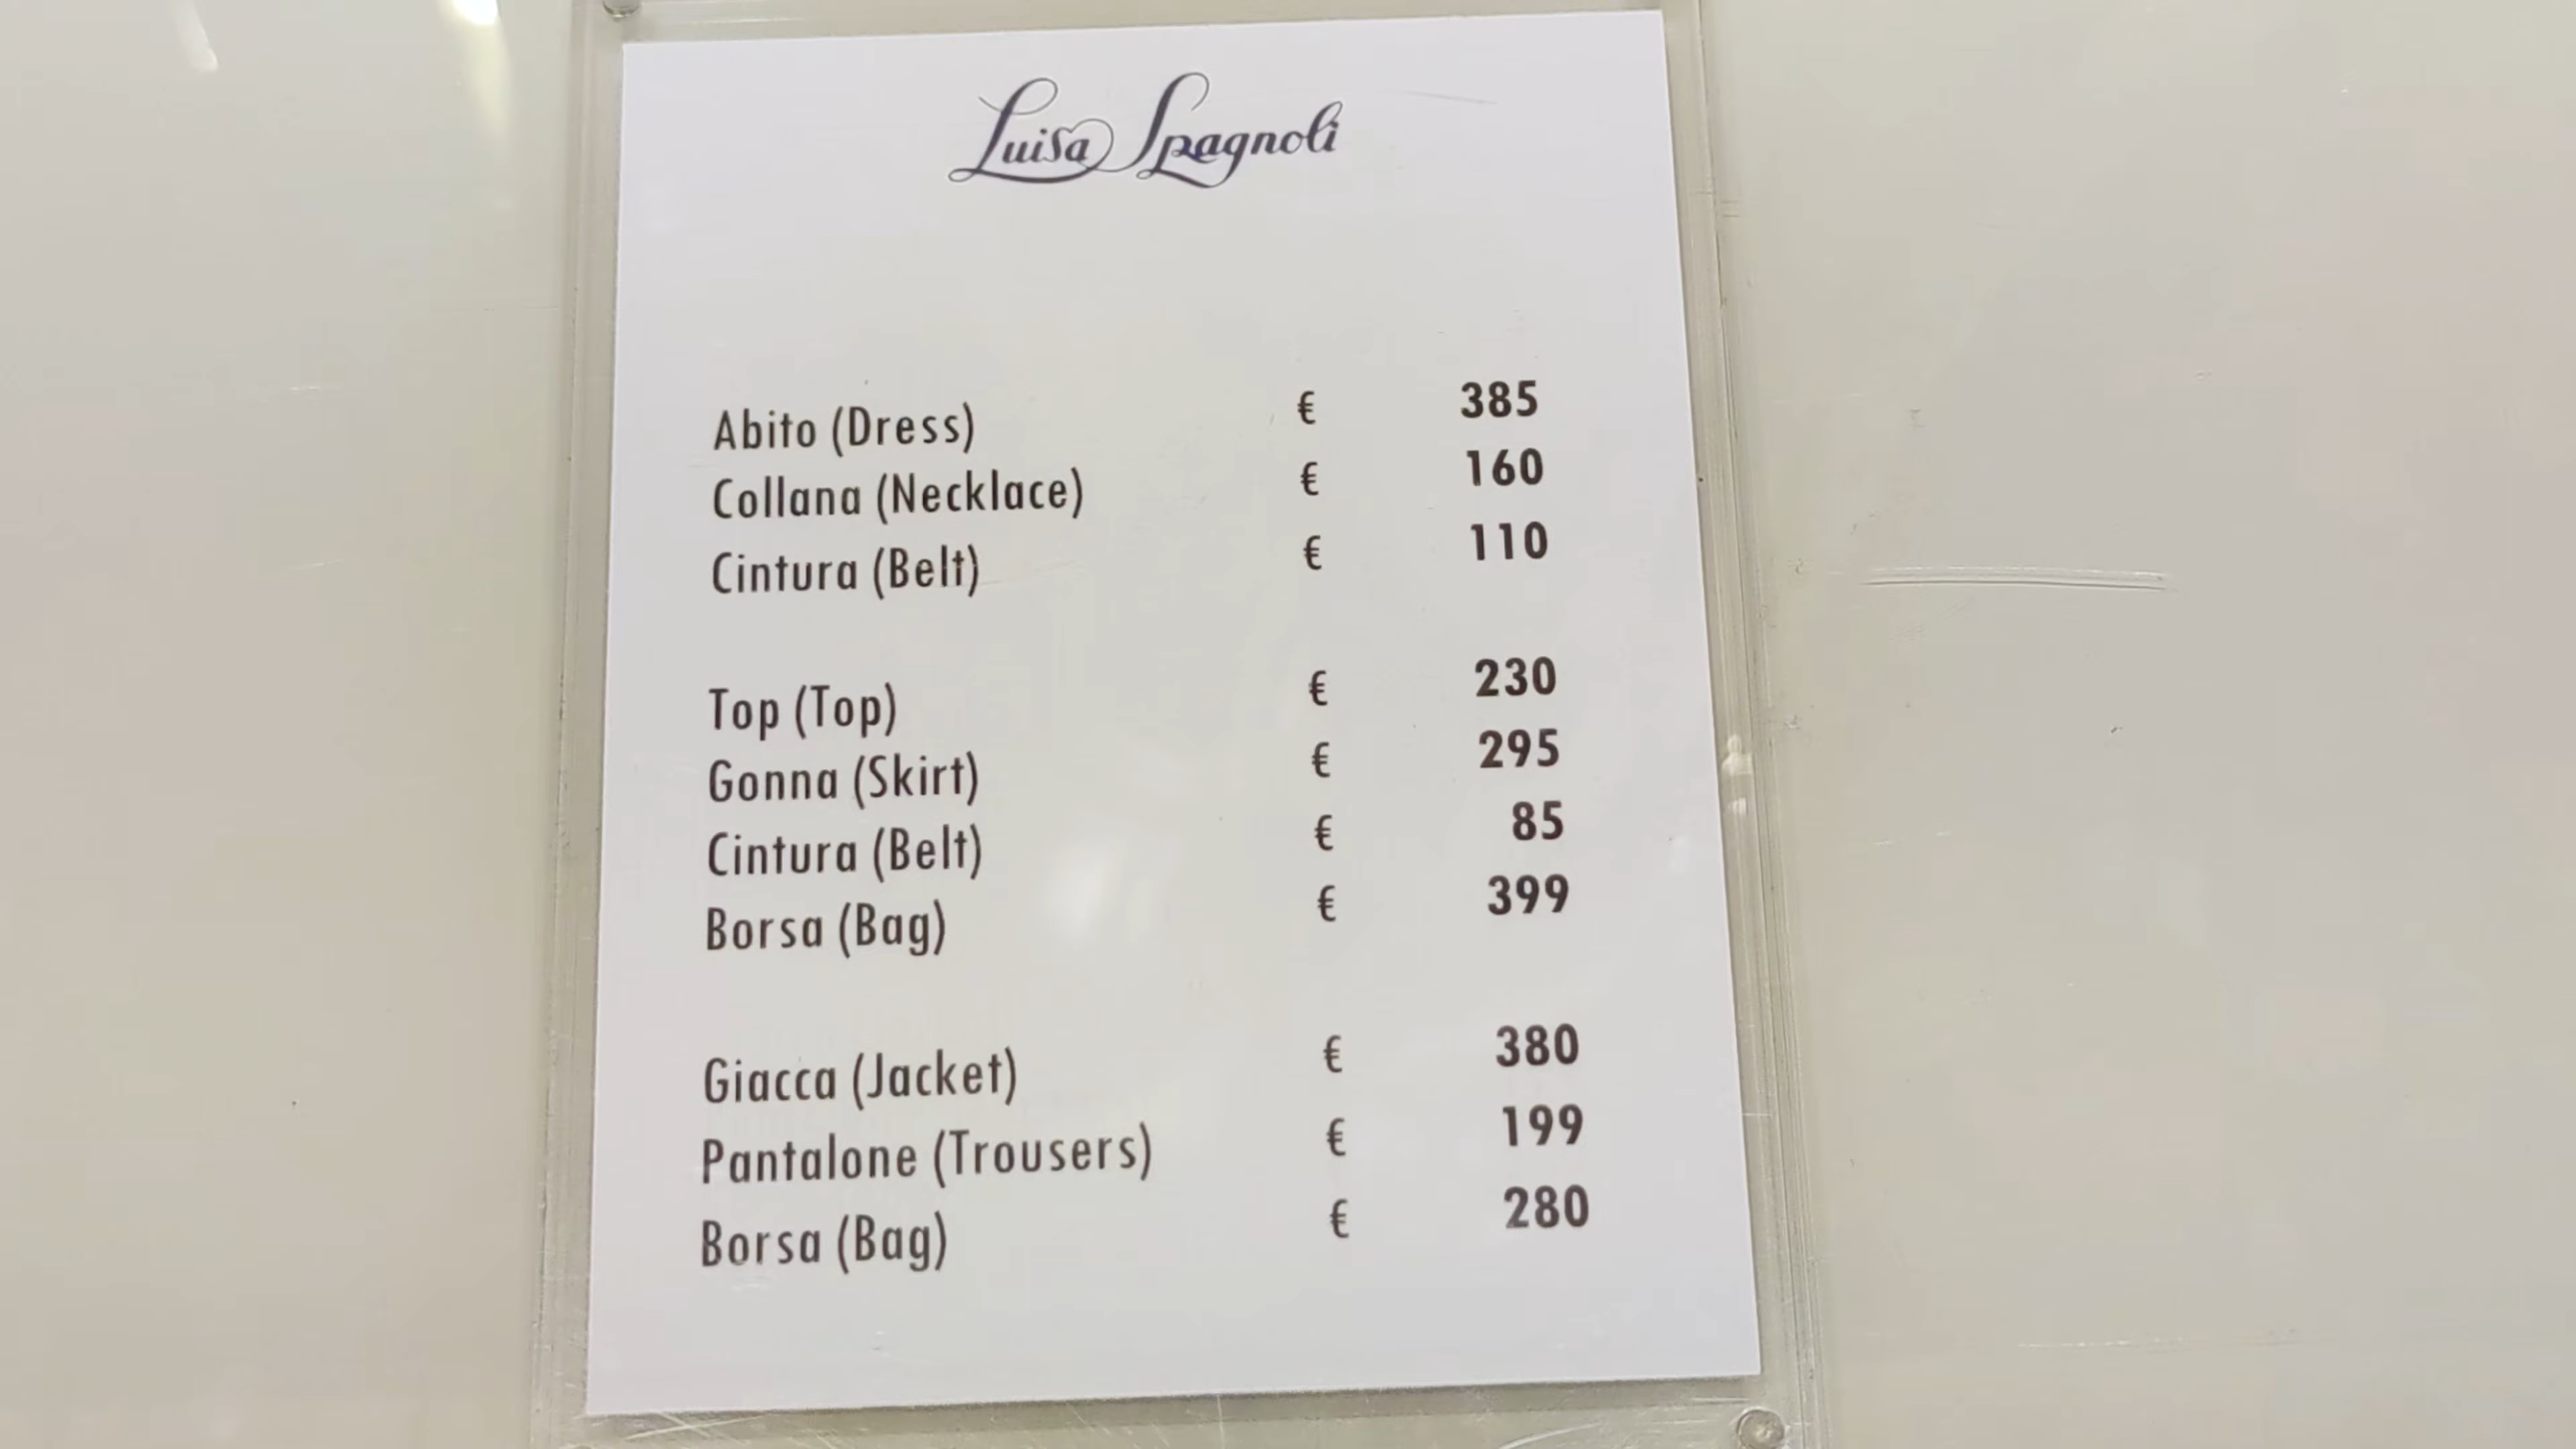 Luisa Spagnoli
Abito (Dress) € 385
Collana (Necklace) € 160
Cintura (Belt) € 110
Top (Top) € 230
Gonna (Skirt) € 295
Cintura (Belt) € 85
Borsa (Bag) € 399
Giacca (Jacket) € 380
Pantalone (Trousers) € 199
Borsa (Bag) € 280